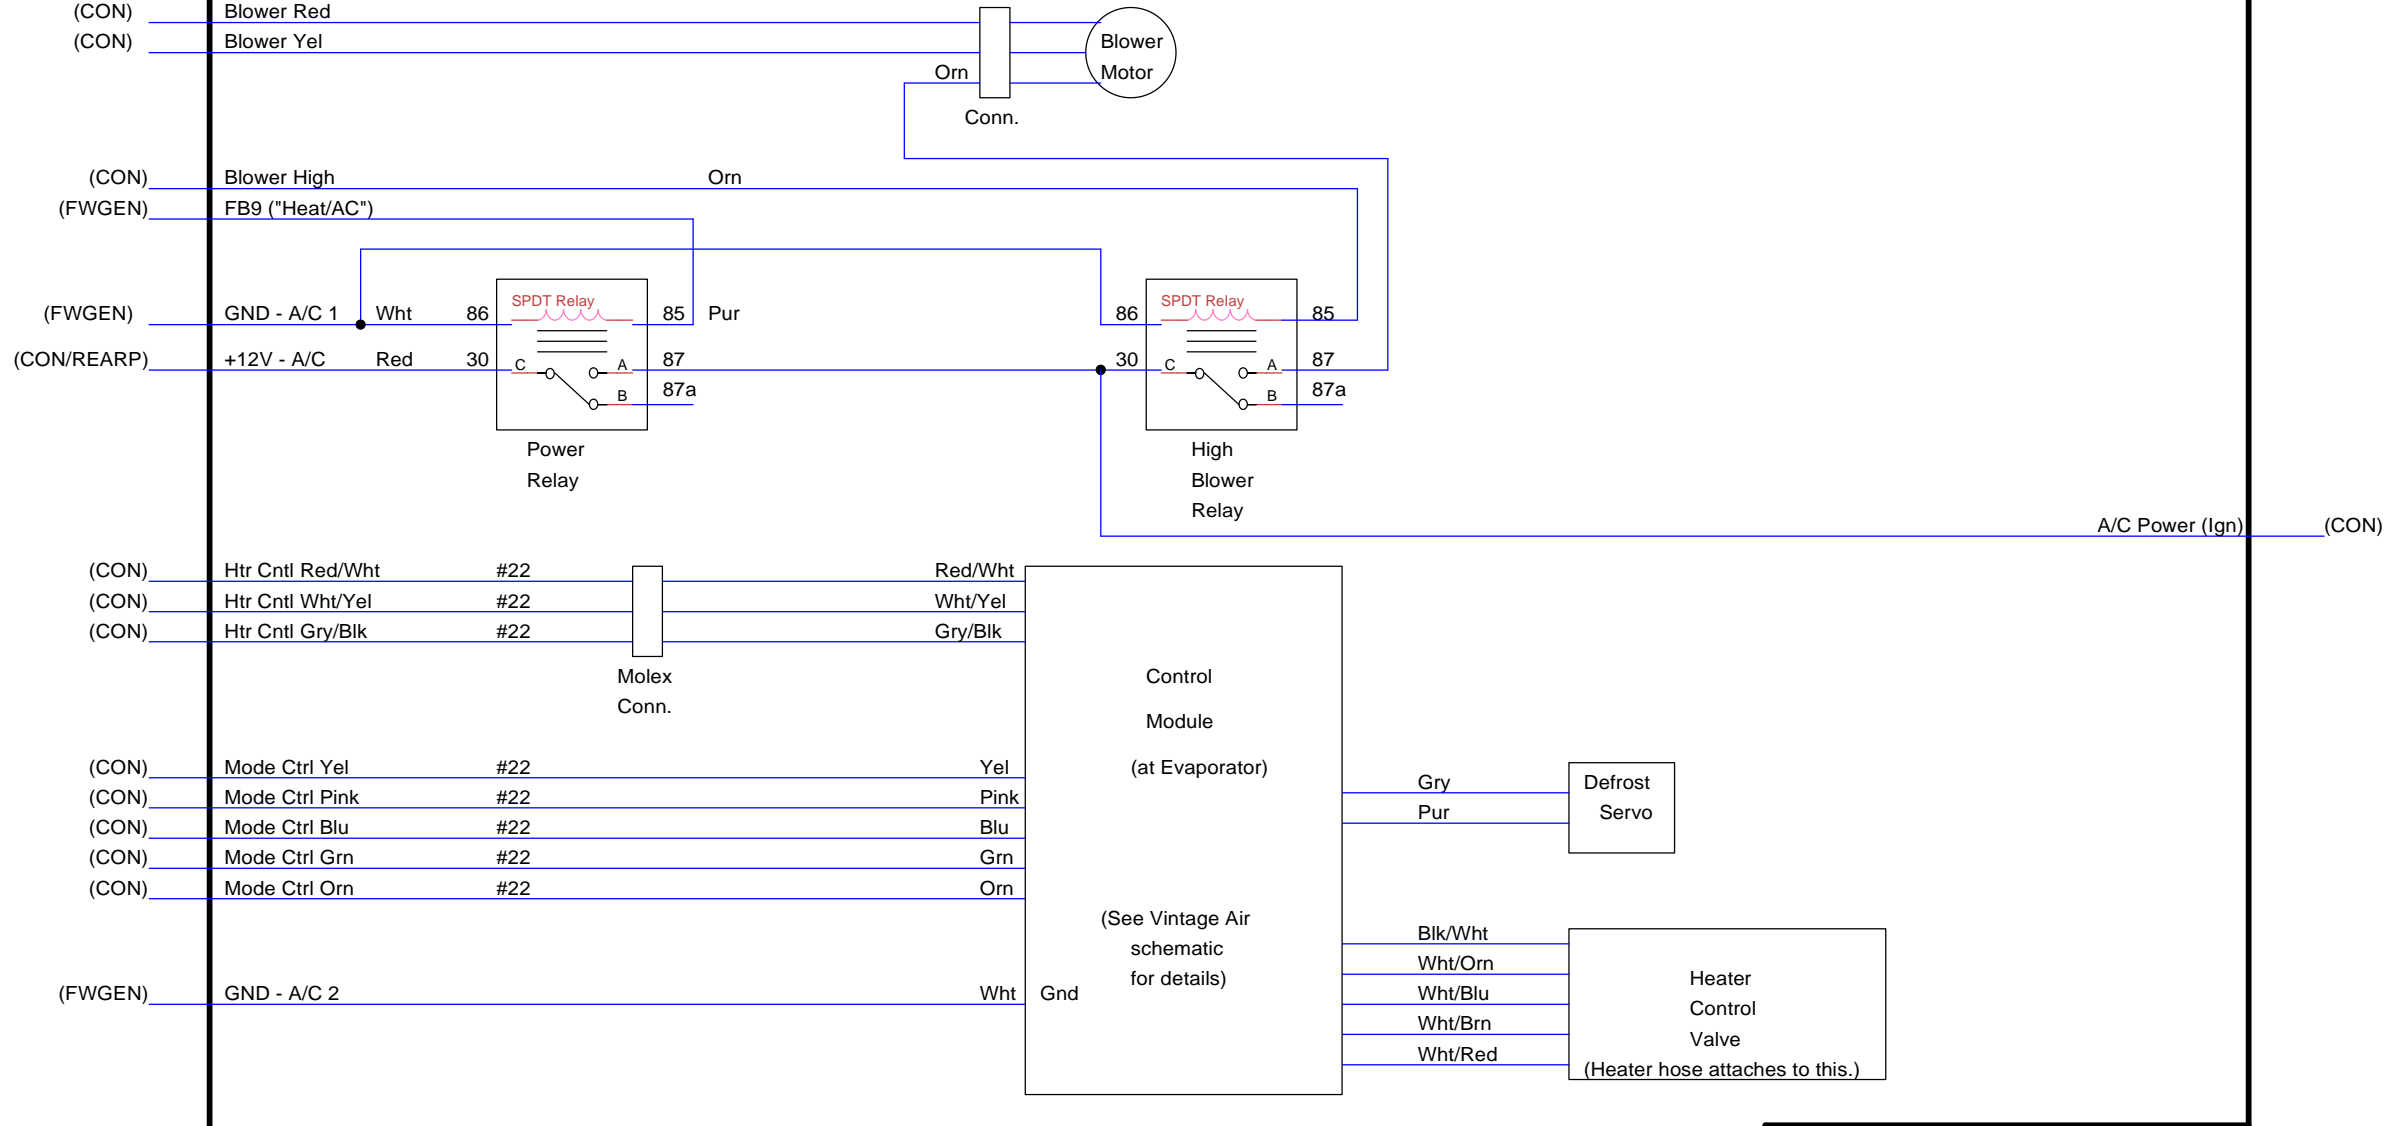 (CON) Blower Red
(CON) Blower Yel
Blower
Orn Motor
Conn.
(CON) Blower High Orn
(FWGEN) FB9 ("Heat/AC")
SPDT Relay SPDT Relay
(FWGEN) GND - A/C 1 Wht 86 85 Pur 86 85
(CON/REARP) +12V - A/C Red 30 C A 87 30 C A 87
B 87a B 87a
Power High
Relay Blower
Relay
A/C Power (Ign) (CON)
(CON) Htr Cntl Red/Wht #22 Red/Wht
(CON) Htr Cntl Wht/Yel #22 Wht/Yel
(CON) Htr Cntl Gry/Blk #22 Gry/Blk
Molex Control
Conn. Module
(CON) Mode Ctrl Yel #22 Yel (at Evaporator)
Gry Defrost
(CON) Mode Ctrl Pink #22 Pink
Pur Servo
(CON) Mode Ctrl Blu #22 Blu
(CON) Mode Ctrl Grn #22 Grn
(CON) Mode Ctrl Orn #22 Orn
(See Vintage Air
Blk/Wht
schematic
Wht/Orn
for details) Heater
(FWGEN) GND - A/C 2 Wht Gnd Wht/Blu
Control
Wht/Brn
Valve
Wht/Red
(Heater hose attaches to this.)